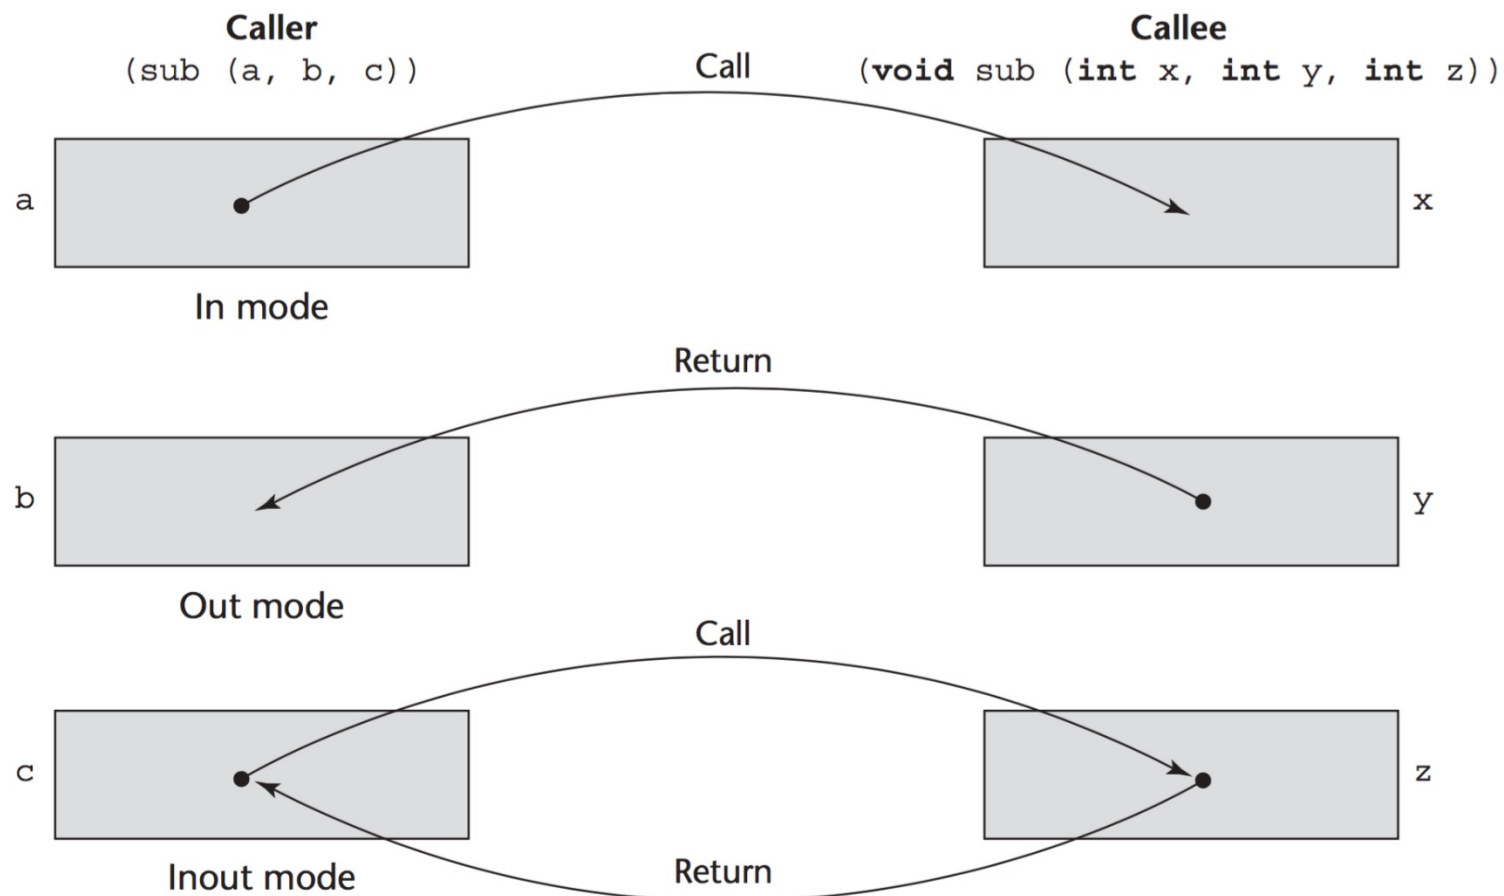 Caller
Callee
(sub (a, b, c))
Call
(void sub (int x, int y, int z))
a
x
In mode
Return
b
y
Out mode
Call
c
z
Return
Inout mode